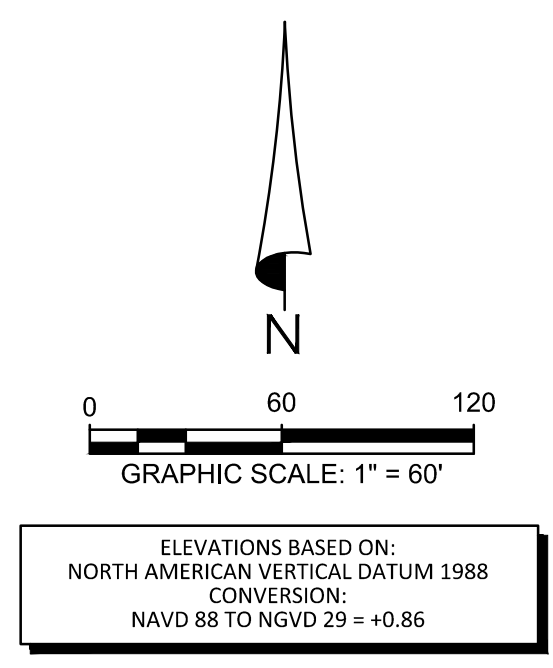 N
0 60 120
GRAPHIC SCALE: 1" = 60'
ELEVATIONS BASED ON:
NORTH AMERICAN VERTICAL DATUM 1988
CONVERSION:
NAVD 88 TO NGVD 29 = +0.86